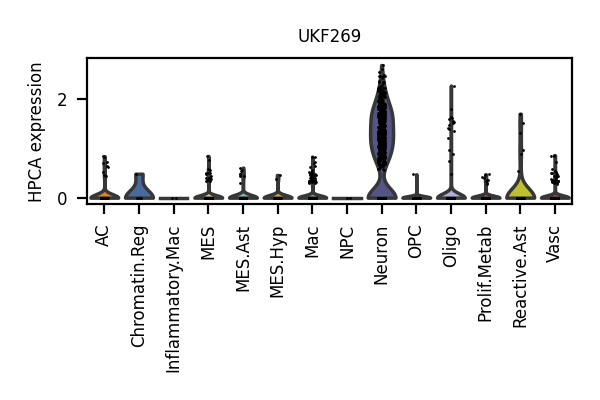 UKF269
HPCA expression
2
0
AC
Chromatin.Reg
Inflammatory.Mac
MES
MES.Ast
MES.Hyp
Mac
NPC
Neuron
OPC
Oligo
Prolif.Metab
Reactive.Ast
Vasc